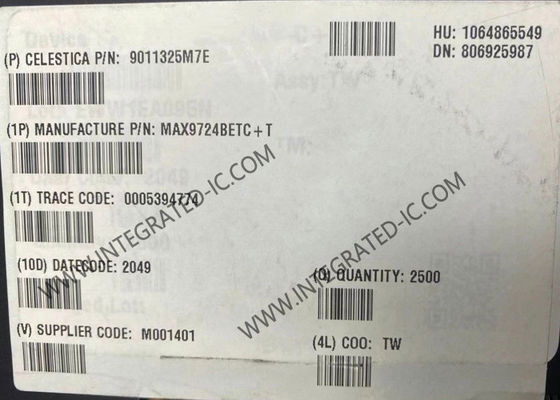 HU: 1064865549
DN: 806925987
(P) CELESTICA P/N: 9011325M7E
(1P) MANUFACTURE P/N: MAX9724BETC+T
(1T) TRACE CODE: 0005394774
(10D) DATECODE: 2049
(Q) QUANTITY: 2500
(V) SUPPLIER CODE: M001401
(4L) COO: TW
WWW.INTEGRATED-IC.COM
WWW.INTEGRATED-IC.COM